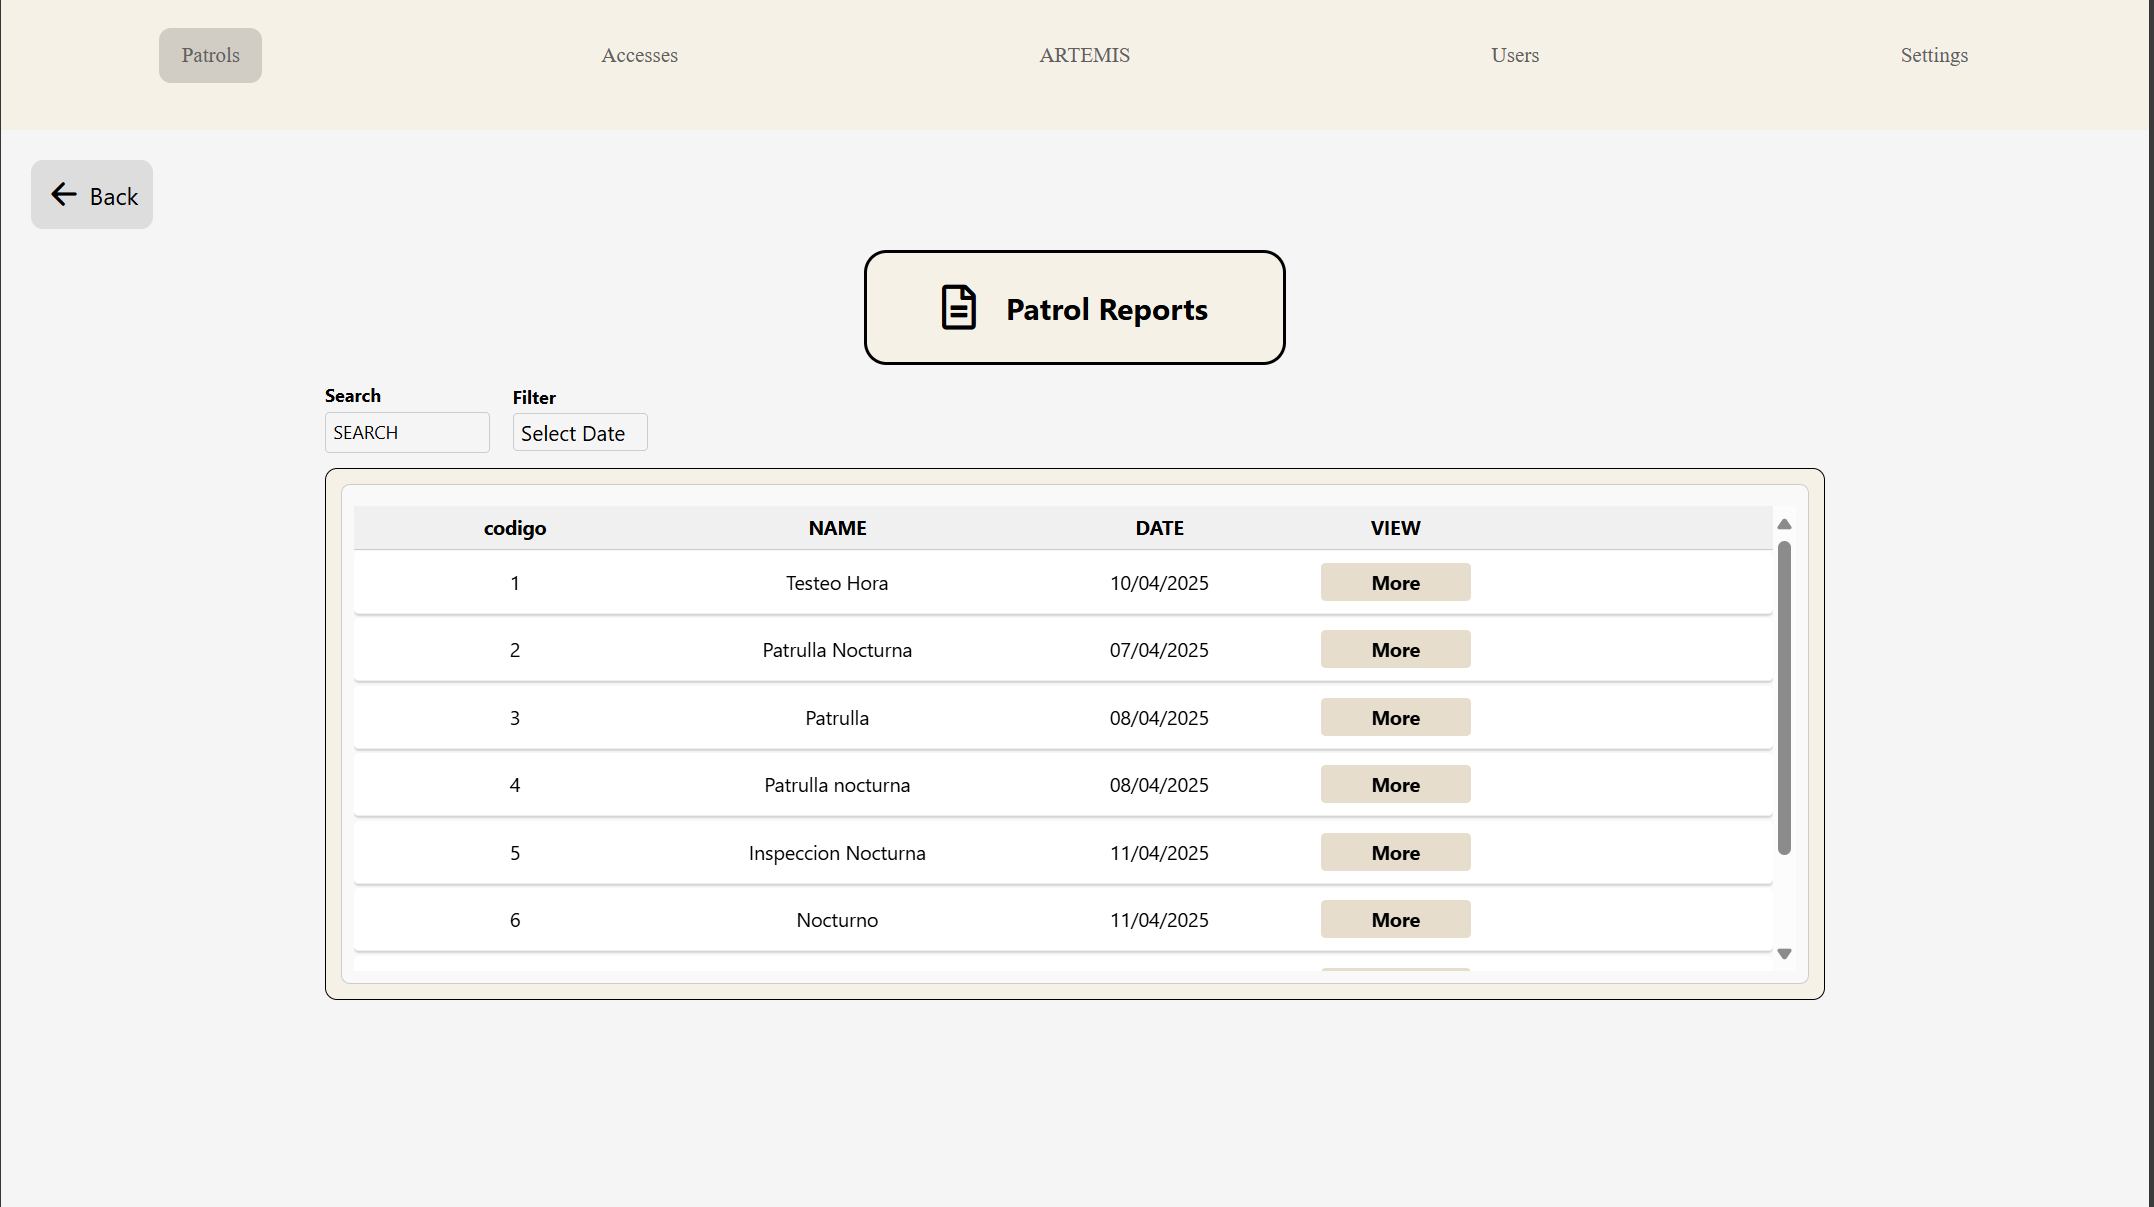 Patrols Accesses ARTEMIS Users Settings
Back
Patrol Reports
Search Filter
SEARCH Select Date
codigo NAME DATE VIEW
1 Testeo Hora 10/04/2025 More
2 Patrulla Nocturna 07/04/2025 More
3 Patrulla 08/04/2025 More
4 Patrulla nocturna 08/04/2025 More
5 Inspeccion Nocturna 11/04/2025 More
6 Nocturno 11/04/2025 More